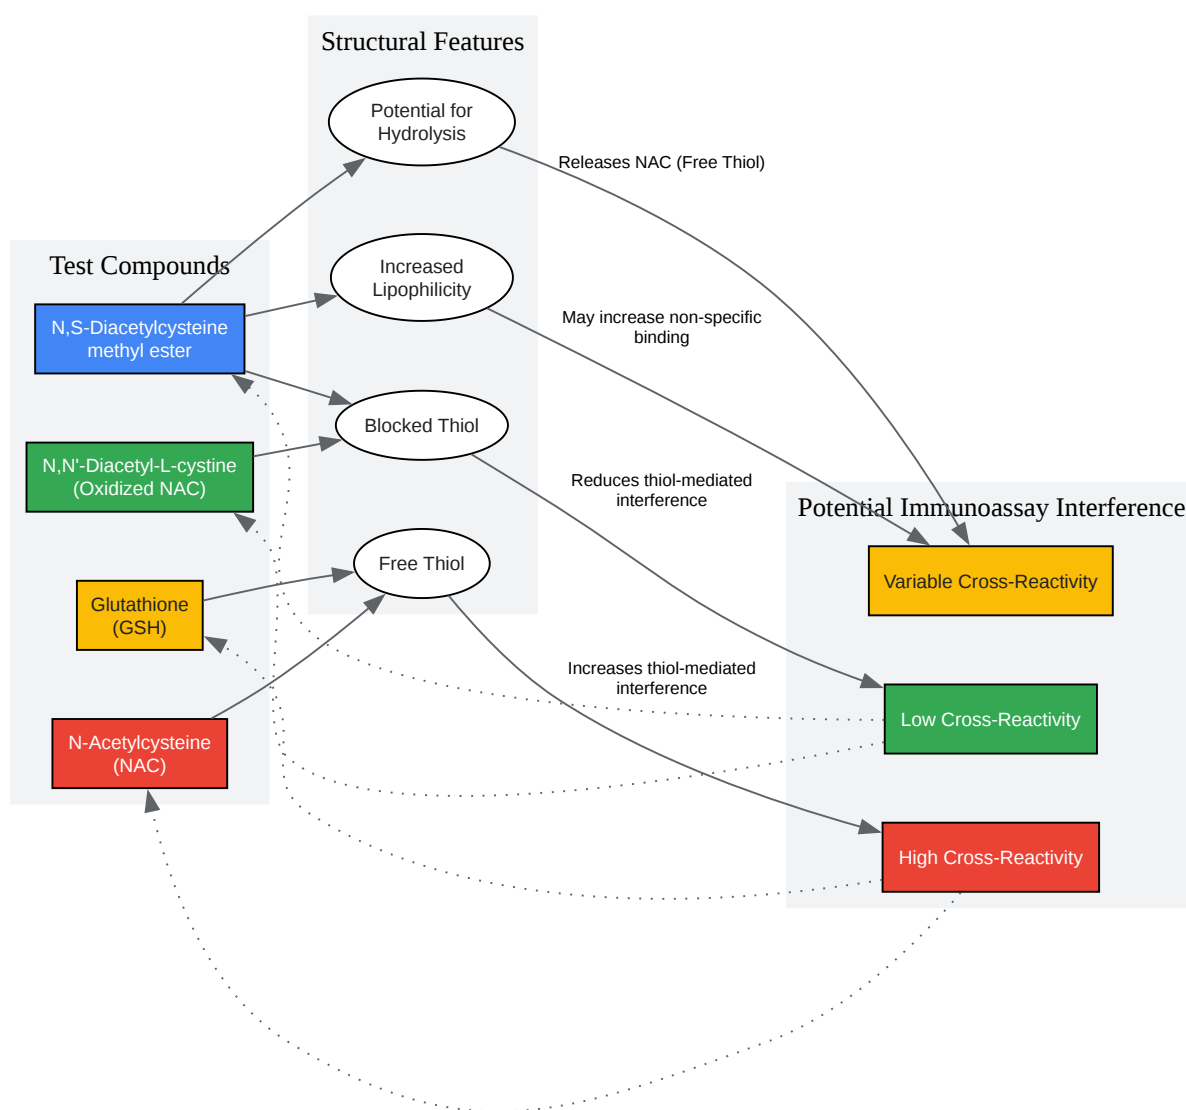 Structural Features
Potential for
Hydrolysis
Releases NAC (Free Thiol)
Test Compounds
Increased
Lipophilicity
N,S-Diacetylcysteine
methyl ester
May increase non-specific
binding
Blocked Thiol
N,N'-Diacetyl-L-cystine
(Oxidized NAC)
Reduces thiol-mediated
interference
Potential Immunoassay Interference
Free Thiol
Variable Cross-Reactivity
Glutathione
(GSH)
Increases thiol-mediated
interference
Low Cross-Reactivity
N-Acetylcysteine
(NAC)
High Cross-Reactivity